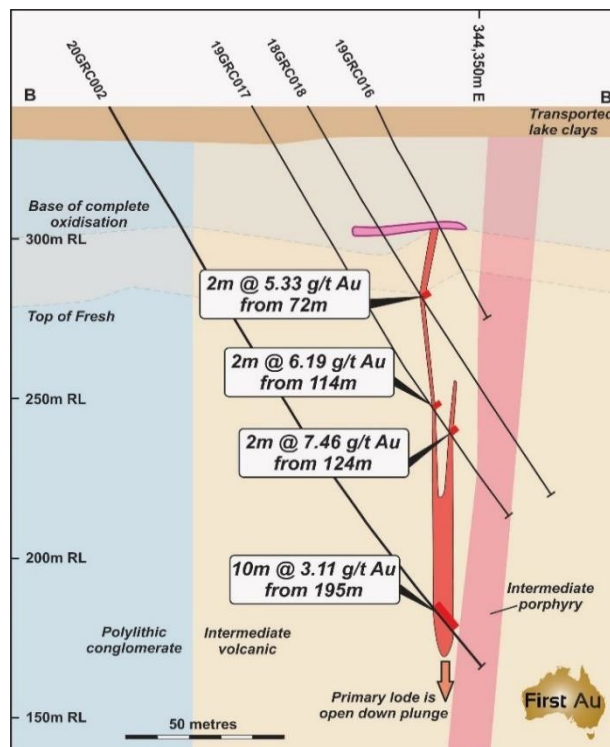 20GRC002
19GRC017
18GRC018
19GRC016
344,350m E
B
B
Transported
lake clays
Base of complete
oxidisation
300m RL
2m @ 5.33 g/t Au
from 72m
Top of Fresh
2m @ 6.19 g/t Au
from 114m
250m RL
2m @ 7.46 g/t Au
from 124m
200m RL
10m @ 3.11 g/t Au
from 195m
Intermediate
porphyry
Polylithic
conglomerate
Intermediate
volcanic
Primary lode is
open down plunge
First Au
150m RL
50 metres